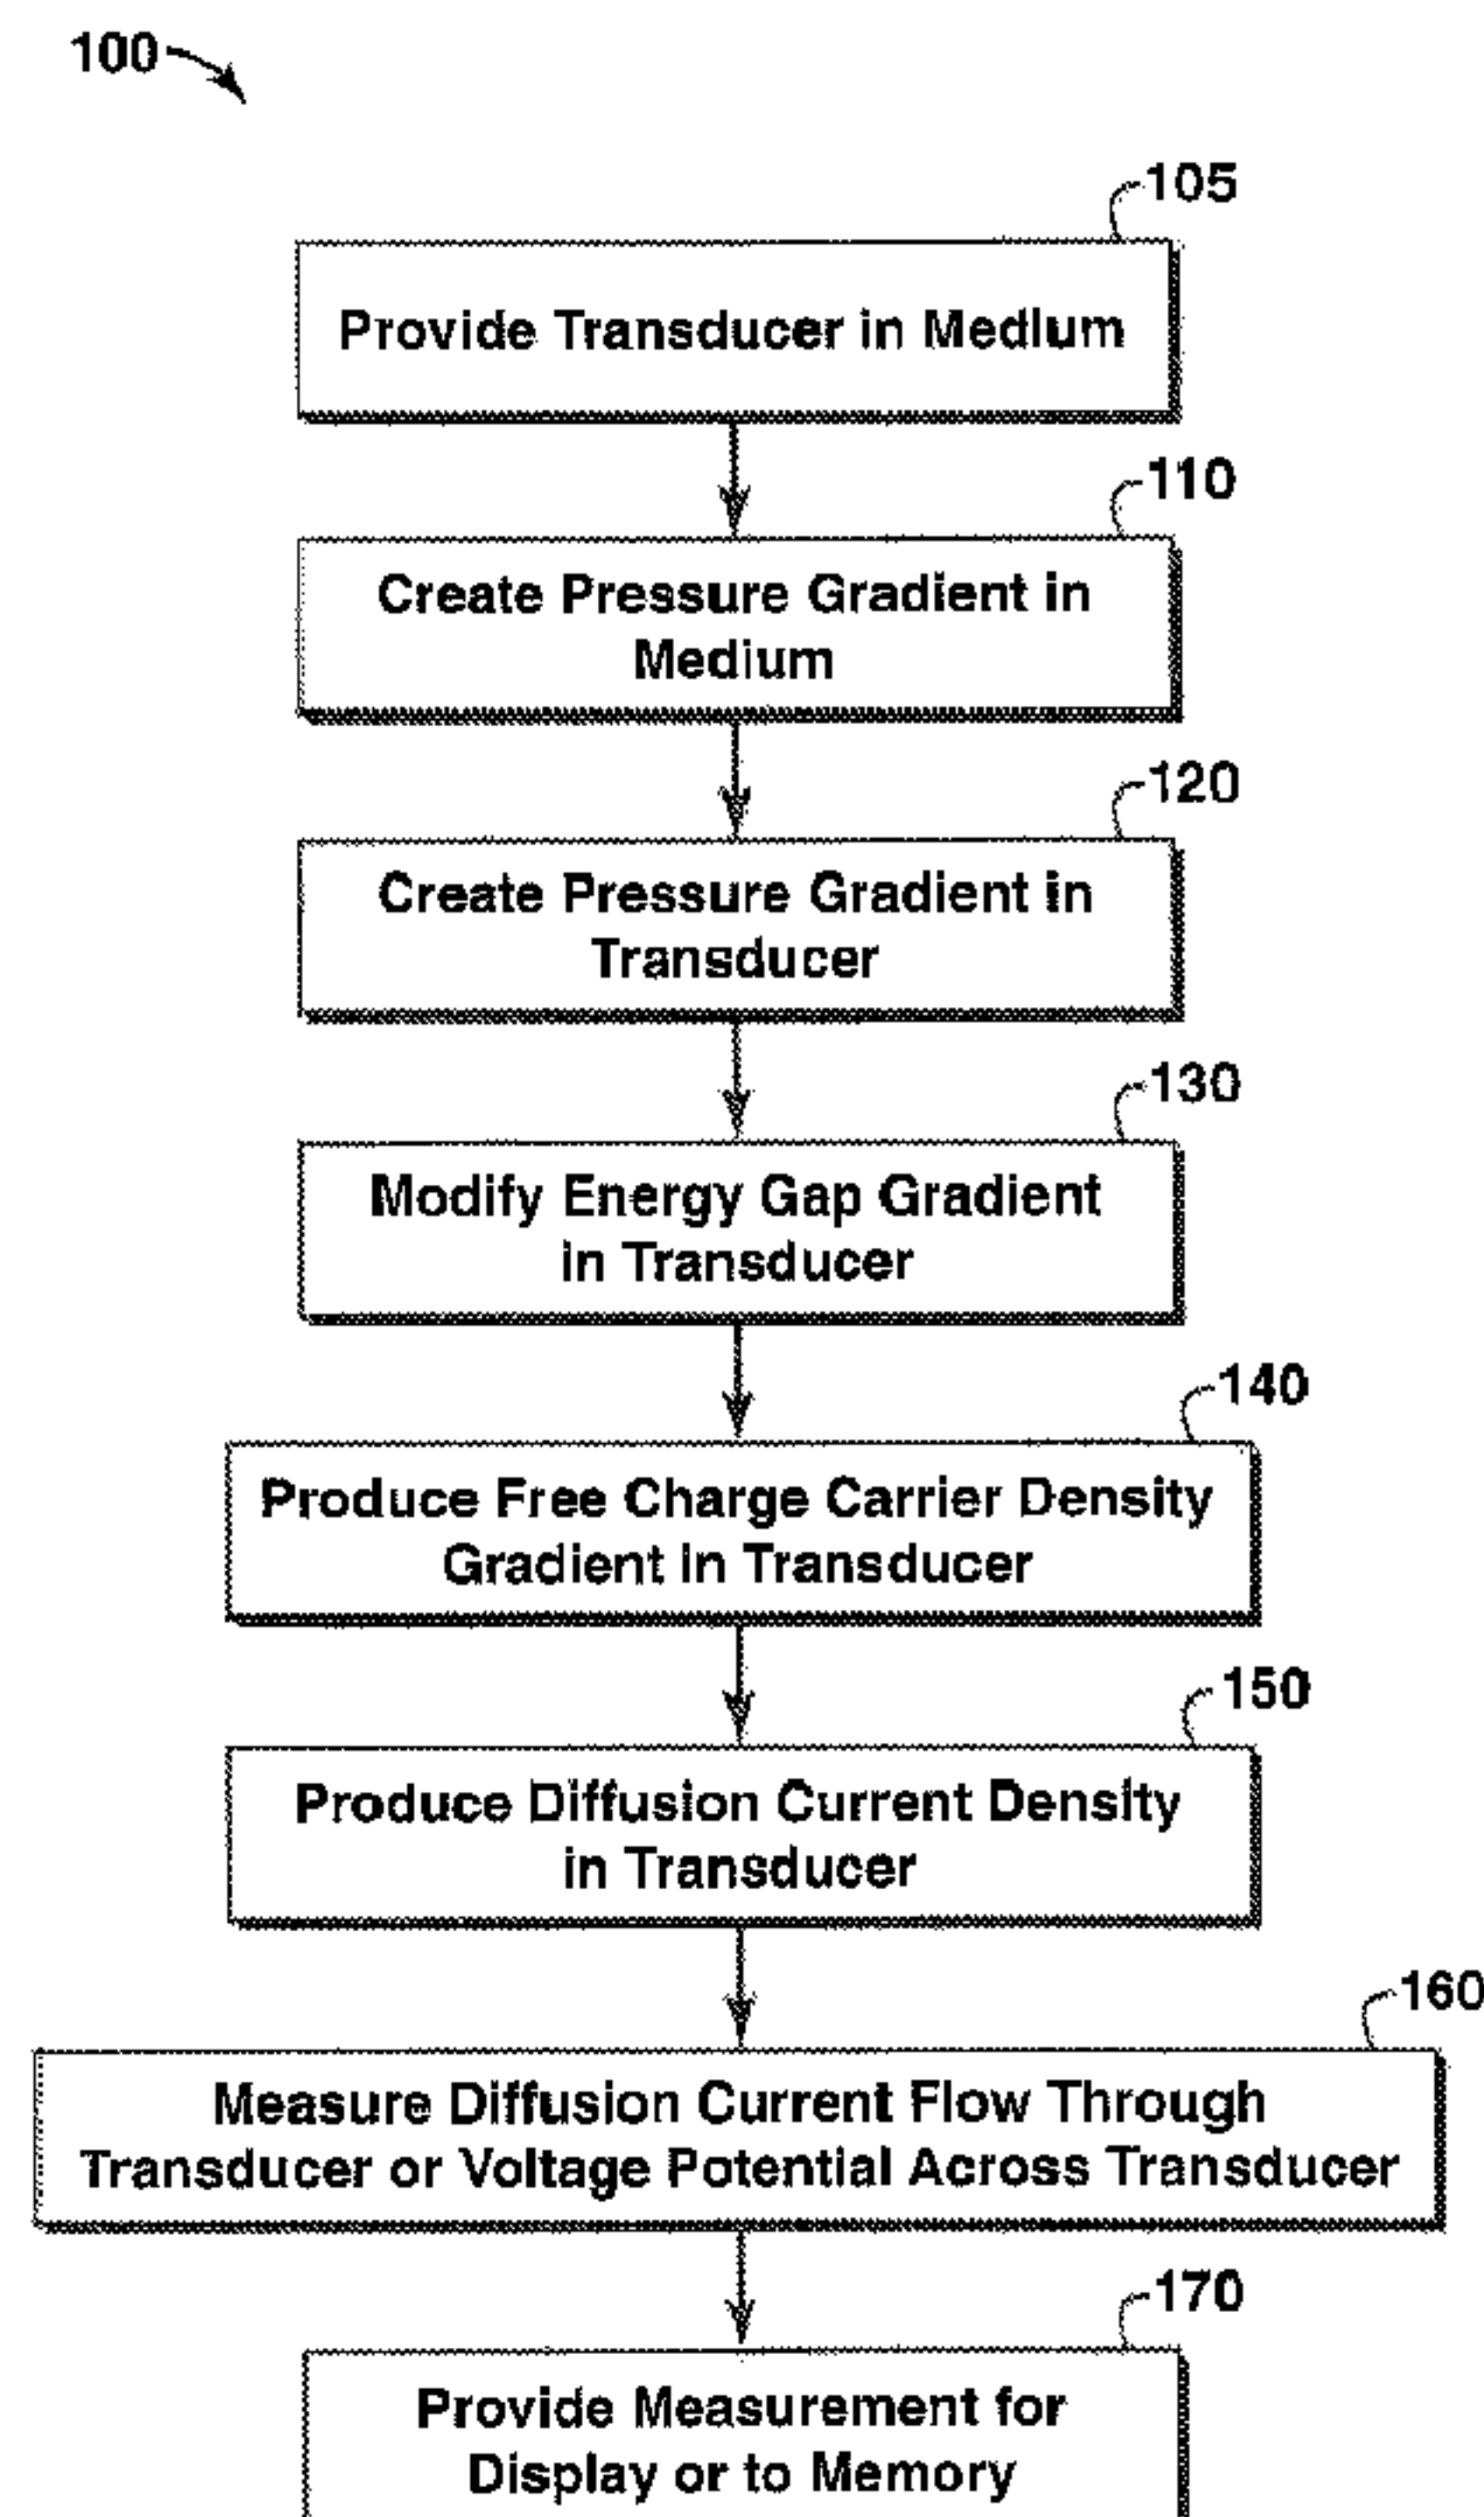 100
105
Provide Transducer in Medium
110
Create Pressure Gradient in
Medium
120
Create Pressure Gradient in
Transducer
130
Modify Energy Gap Gradient
in Transducer
140
Produce Free Charge Carrier Density
Gradient in Transducer
150
Produce Diffusion Current Density
in Transducer
160
Measure Diffusion Current Flow Through
Transducer or Voltage Potential Across Transducer
170
Provide Measurement for
Display or to Memory